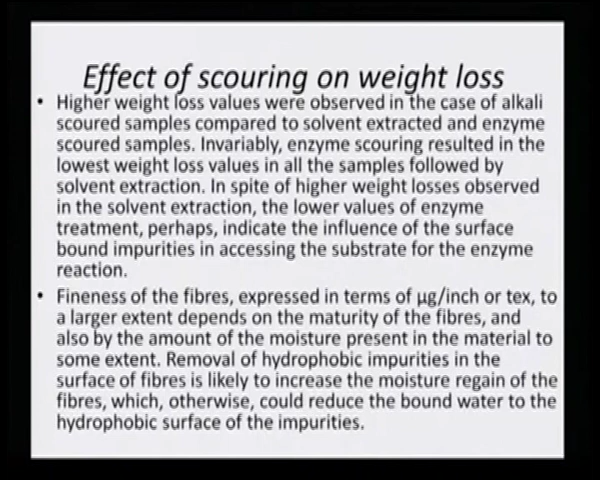 Effect of scouring on weight loss
• Higher weight loss values were observed in the case of alkali
scoured samples compared to solvent extracted and enzyme
scoured samples. Invariably, enzyme scouring resulted in the
lowest weight loss values in all the samples followed by
solvent extraction. In spite of higher weight losses observed
in the solvent extraction, the lower values of enzyme
treatment, perhaps, indicate the influence of the surface
bound impurities in accessing the substrate for the enzyme
reaction.
• Fineness of the fibres, expressed in terms of µg/inch or tex, to
a larger extent depends on the maturity of the fibres, and
also by the amount of the moisture present in the material to
some extent. Removal of hydrophobic impurities in the
surface of fibres is likely to increase the moisture regain of the
fibres, which, otherwise, could reduce the bound water to the
hydrophobic surface of the impurities.